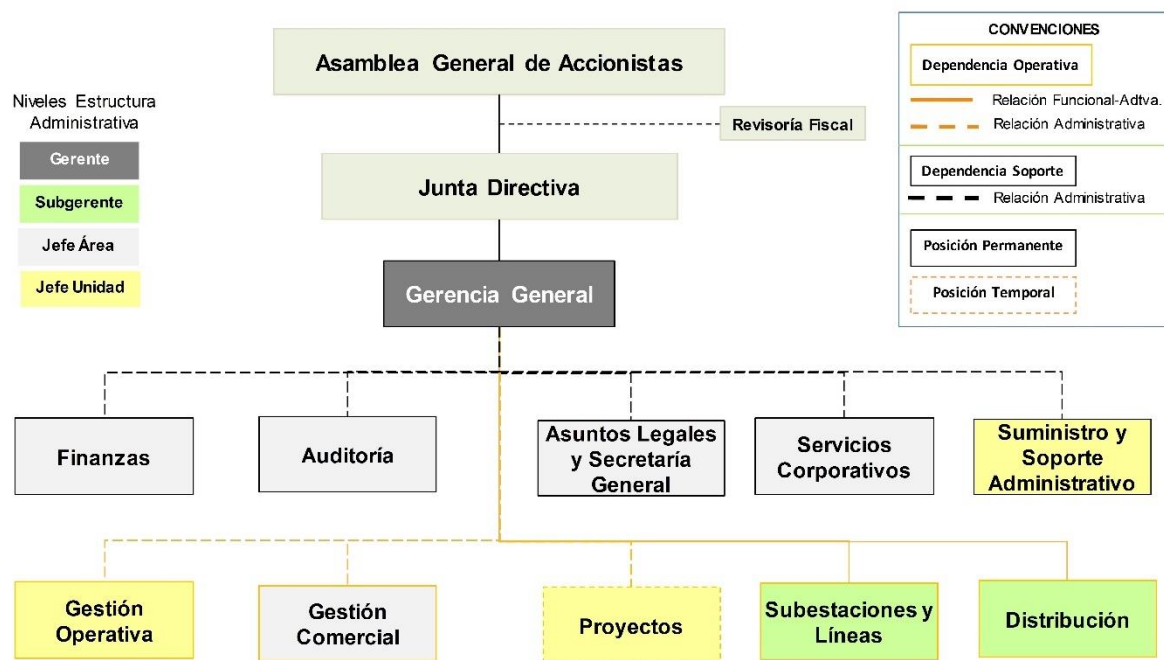 Asamblea General de Accionistas
Revisoría Fiscal
Junta Directiva
Gerencia General
Niveles Estructura
Administrativa
Gerente
Subgerente
Jefe Área
Jefe Unidad
CONVENCIONES
Dependencia Operativa
Relación Funcional-Adtva.
Relación Administrativa
Dependencia Soporte
Relación Administrativa
Posición Permanente
Posición Temporal
Finanzas
Auditoría
Asuntos Legales
y Secretaría
General
Servicios
Corporativos
Suministro y
Soporte
Administrativo
Gestión
Operativa
Gestión
Comercial
Proyectos
Subestaciones y
Líneas
Distribución